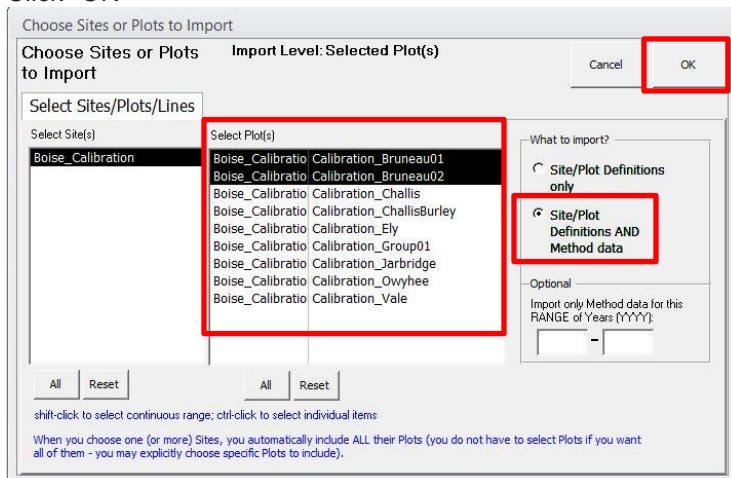 Choose Sites or Plots to Import
Choose Sites or Plots
to Import
Import Level: Selected Plot(s)
Cancel
OK
Select Sites/Plots/Lines
Select Site(s)
Boise_Calibration
Select Plot(s)
Boise_Calibratio Calibration_Bruneau01
Boise_Calibratio Calibration_Bruneau02
Boise_Calibratio Calibration_Challis
Boise_Calibratio Calibration_ChallisBurley
Boise_Calibratio Calibration_Ely
Boise_Calibratio Calibration_Group01
Boise_Calibratio Calibration_Jarbridge
Boise_Calibratio Calibration_Owyhee
Boise_Calibratio Calibration_Vale
What to import?
Site/Plot Definitions
only
Site/Plot
Definitions AND
Method data
Optional
Import only Method data for this
RANGE of Years (YYYY):
-
All Reset
All Reset
shift-click to select continuous range; ctrl-click to select individual items
When you choose one (or more) Sites, you automatically include ALL their Plots (you do not have to select Plots if you want
all of them - you may explicitly choose specific Plots to include).